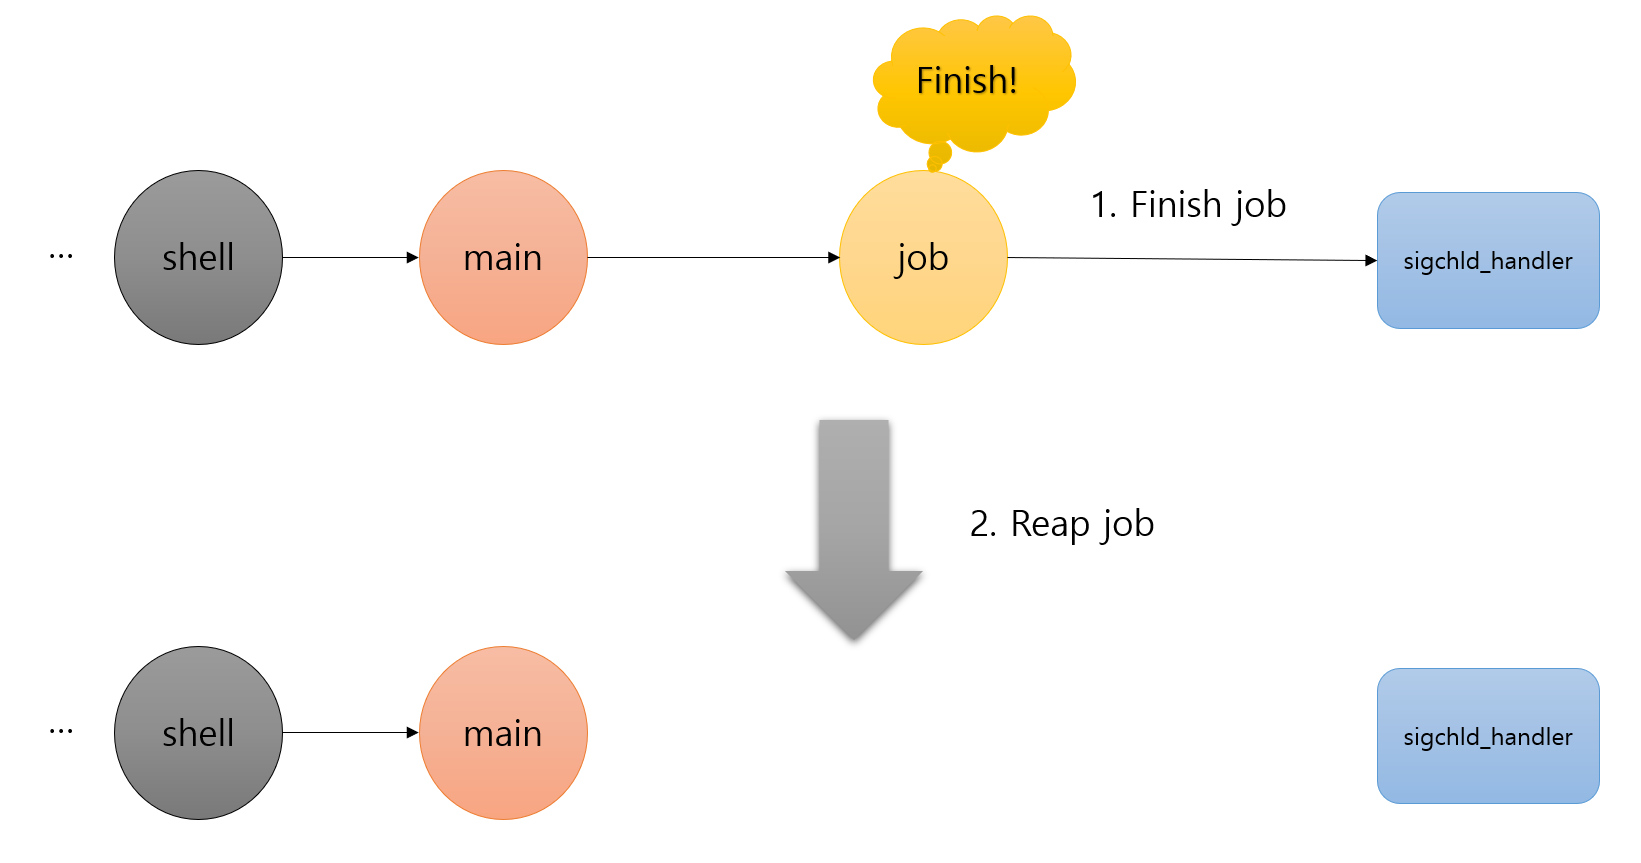 Finish!
1. Finish job
... shell main job sigchld_handler
2. Reap job
... shell main sigchld_handler